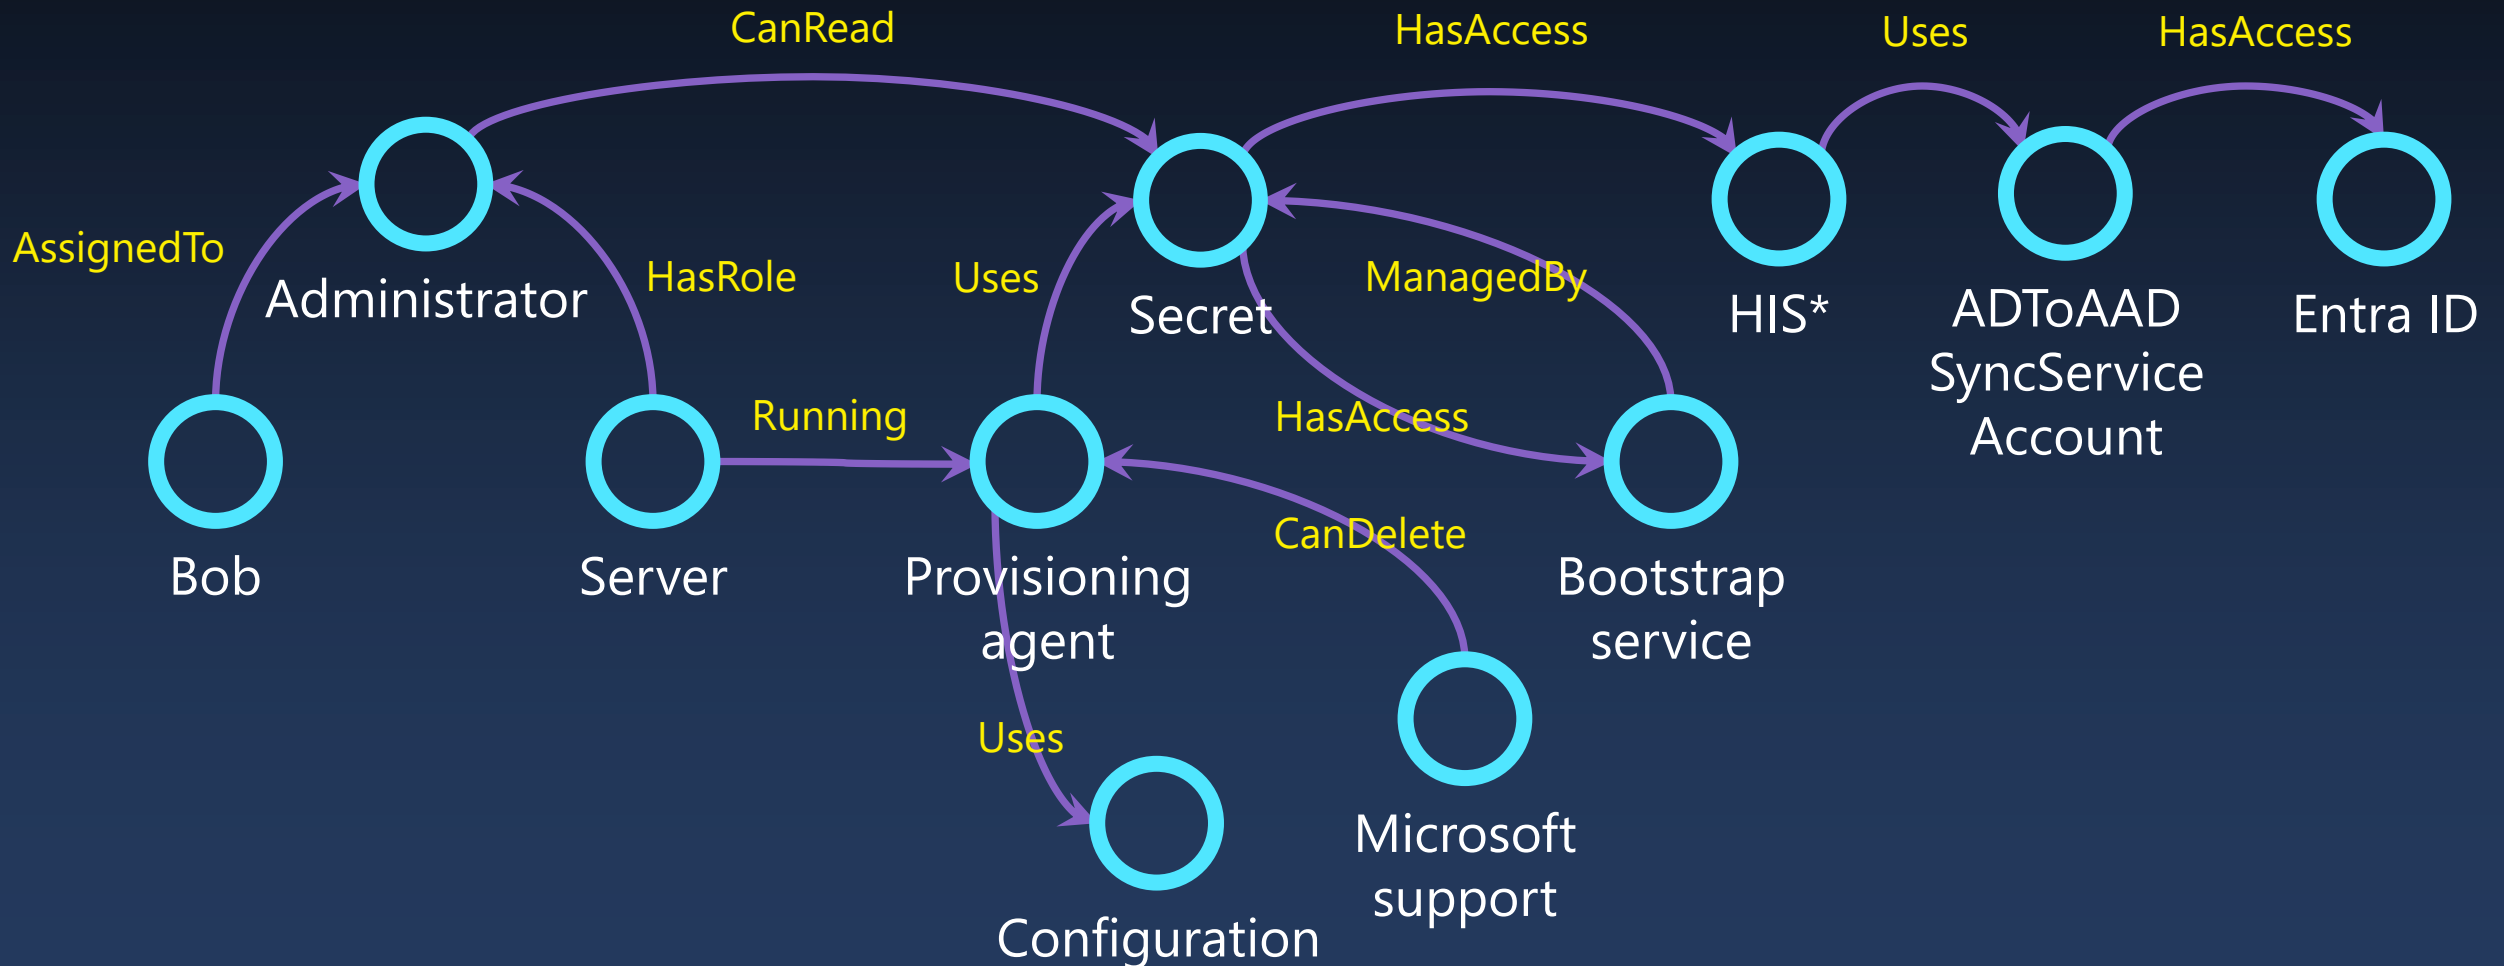 CanRead
HasAccess
Uses
HasAccess
AssignedTo
Administrator
HasRole
Uses
Secret
ManagedBy
HIS*
ADToAAD
SyncService
Account
Entra ID
Running
HasAccess
Bob
Server
Provisioning
agent
CanDelete
Bootstrap
service
Uses
Microsoft
support
Configuration